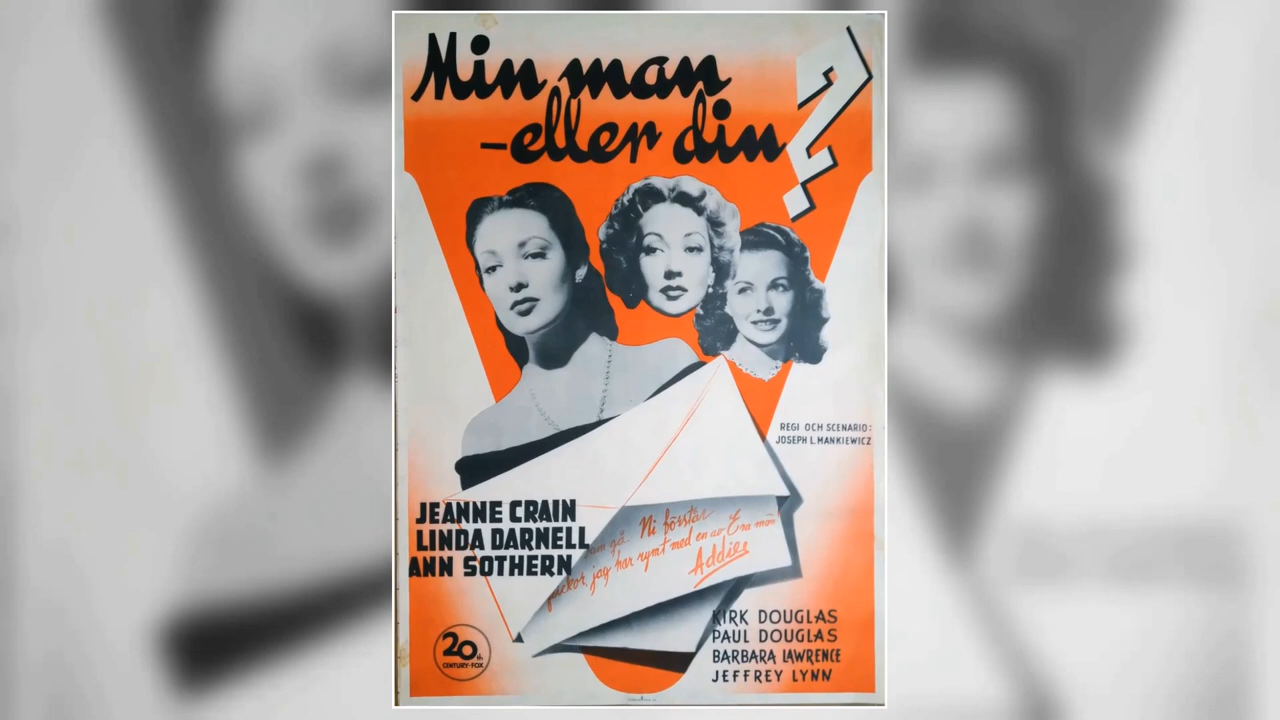 Min man
– eller din?
REGI OCH SCENARIO:
JOSEPH L. MANKIEWICZ
JEANNE CRAIN
LINDA DARNELL
ANN SOTHERN
Ni förstår
jag har rymt med en av Era män!
Addie
20th
CENTURY-FOX
KIRK DOUGLAS
PAUL DOUGLAS
BARBARA LAWRENCE
JEFFREY LYNN